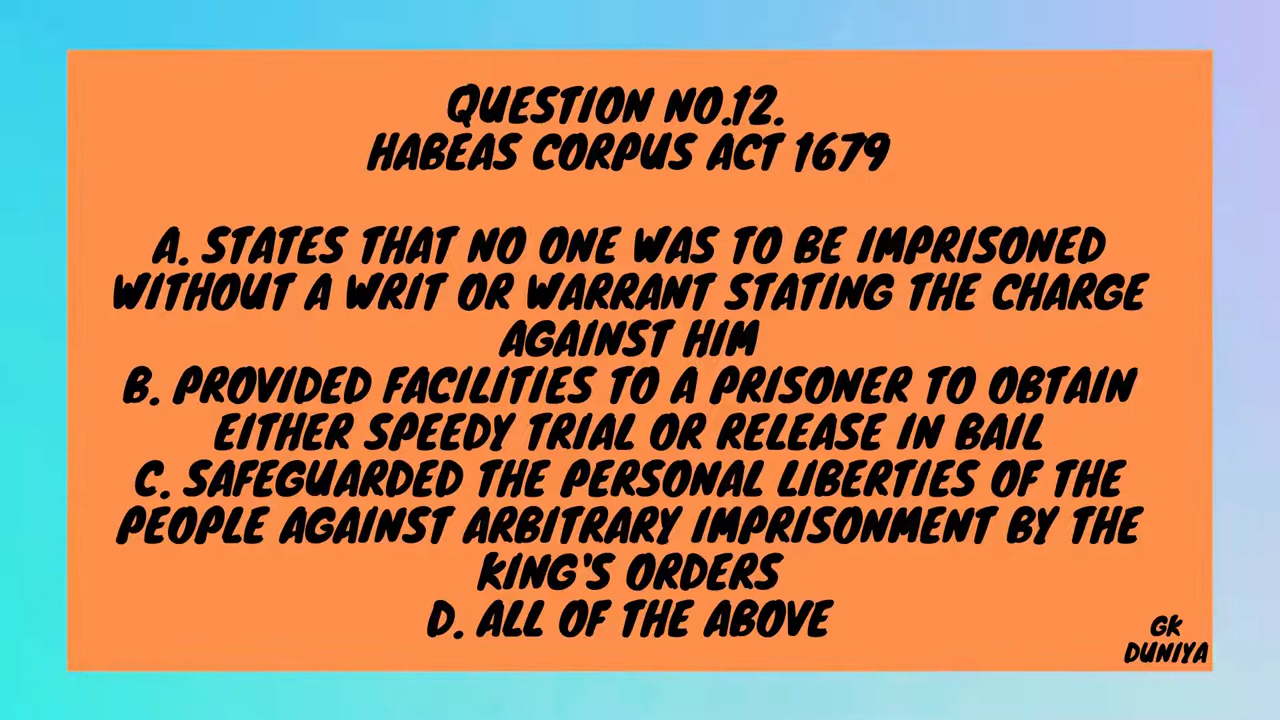 QUESTION NO.12.
HABEAS CORPUS ACT 1679
A. STATES THAT NO ONE WAS TO BE IMPRISONED
WITHOUT A WRIT OR WARRANT STATING THE CHARGE
AGAINST HIM
B. PROVIDED FACILITIES TO A PRISONER TO OBTAIN
EITHER SPEEDY TRIAL OR RELEASE IN BAIL
C. SAFEGUARDED THE PERSONAL LIBERTIES OF THE
PEOPLE AGAINST ARBITRARY IMPRISONMENT BY THE
KING'S ORDERS
D. ALL OF THE ABOVE
GK
DUNIYA